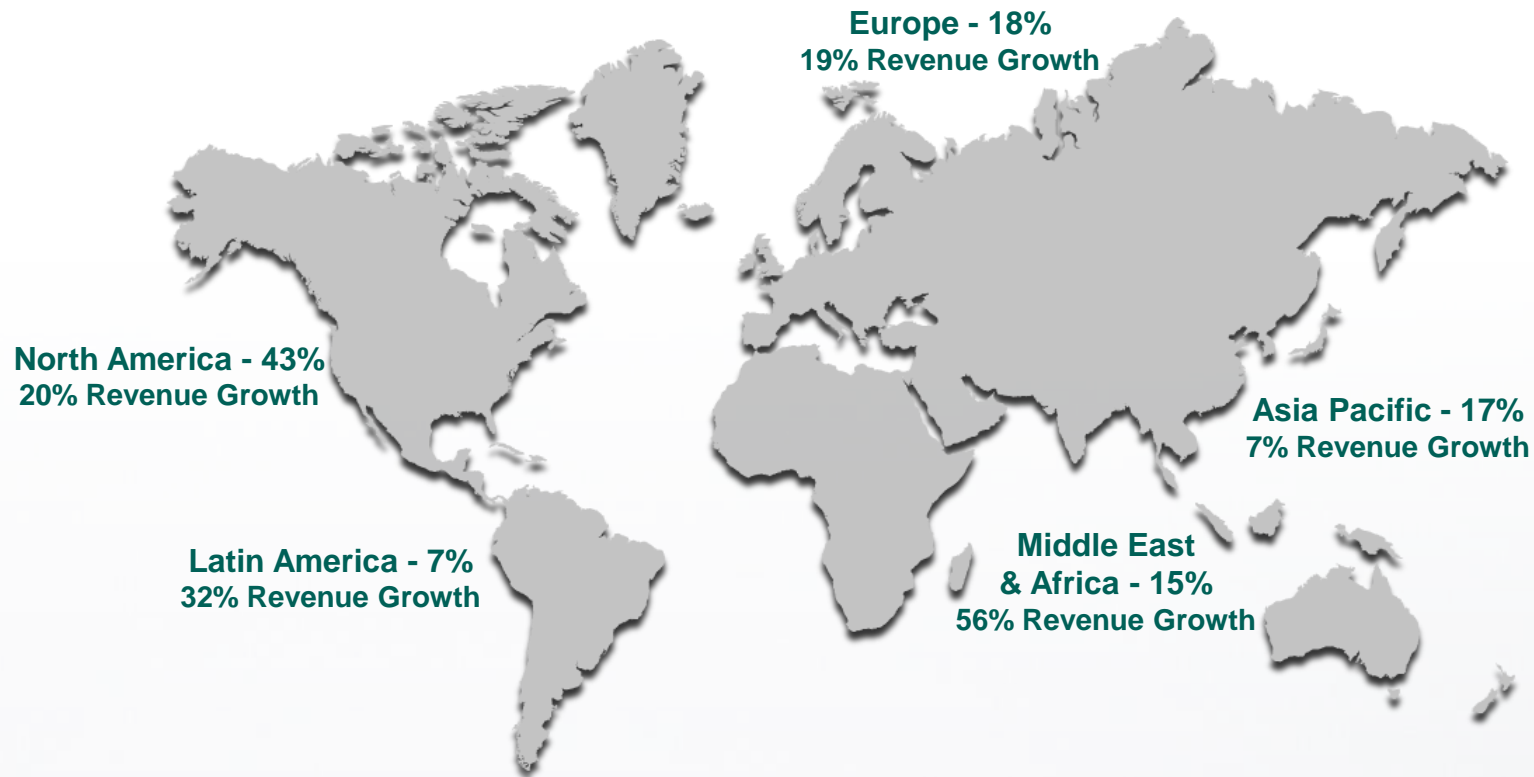 Europe - 18%
19% Revenue Growth
North America - 43%
20% Revenue Growth
Asia Pacific - 17%
7% Revenue Growth
Latin America - 7%
32% Revenue Growth
Middle East
& Africa - 15%
56% Revenue Growth